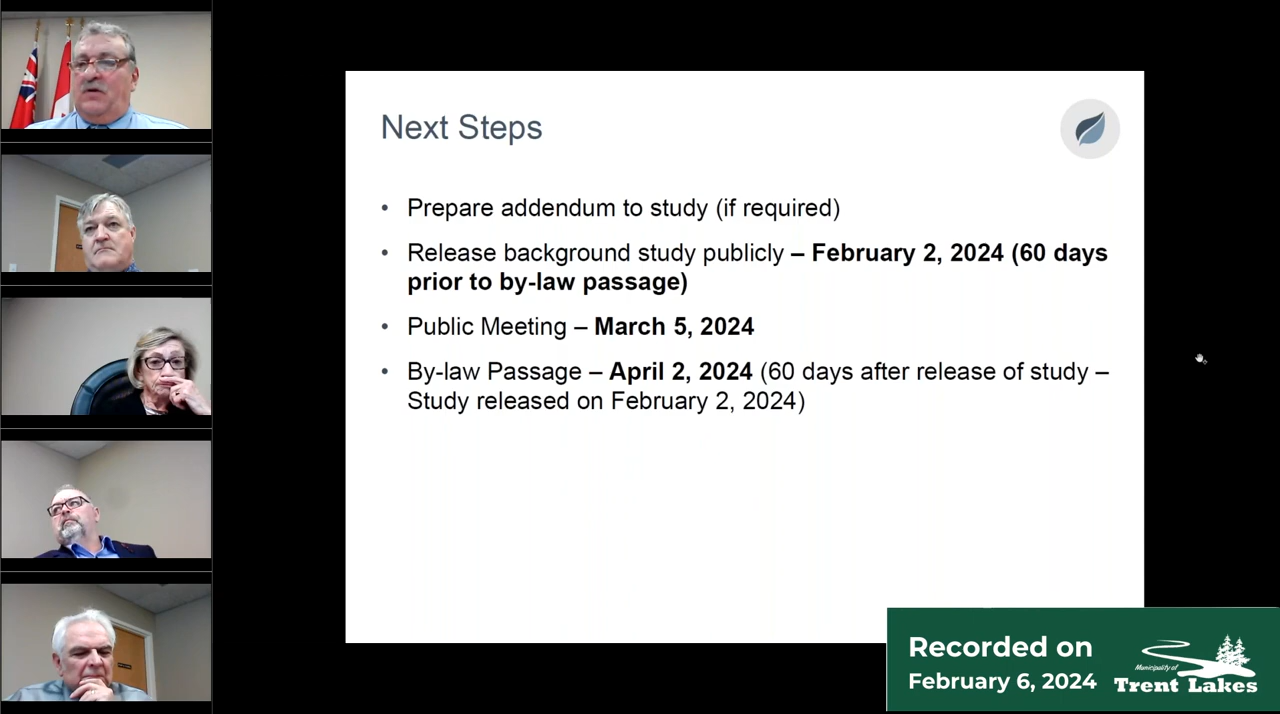 Next Steps
• Prepare addendum to study (if required)
• Release background study publicly – February 2, 2024 (60 days
prior to by-law passage)
• Public Meeting – March 5, 2024
• By-law Passage – April 2, 2024 (60 days after release of study –
Study released on February 2, 2024)
Recorded on
February 6, 2024
Municipality of
Trent Lakes